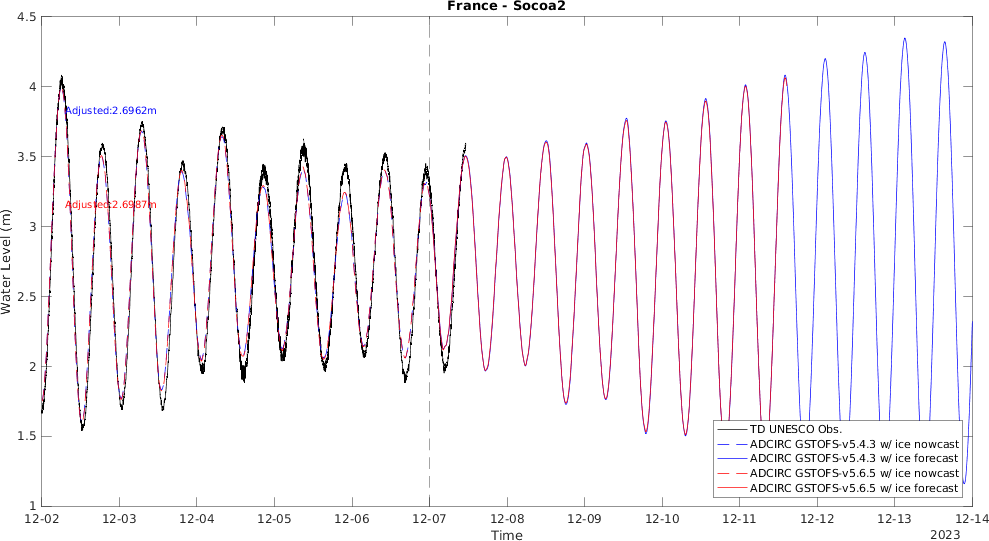 France - Socoa2
Water Level (m)
4.5
4
3.5
3
2.5
2
1.5
1
Adjusted:2.6962m
Adjusted:2.6987m
TD UNESCO Obs.
ADCIRC GSTOFS-v5.4.3 w/ ice nowcast
ADCIRC GSTOFS-v5.4.3 w/ ice forecast
ADCIRC GSTOFS-v5.6.5 w/ ice nowcast
ADCIRC GSTOFS-v5.6.5 w/ ice forecast
12-02 12-03 12-04 12-05 12-06 12-07 12-08 12-09 12-10 12-11 12-12 12-13 12-14
Time
2023